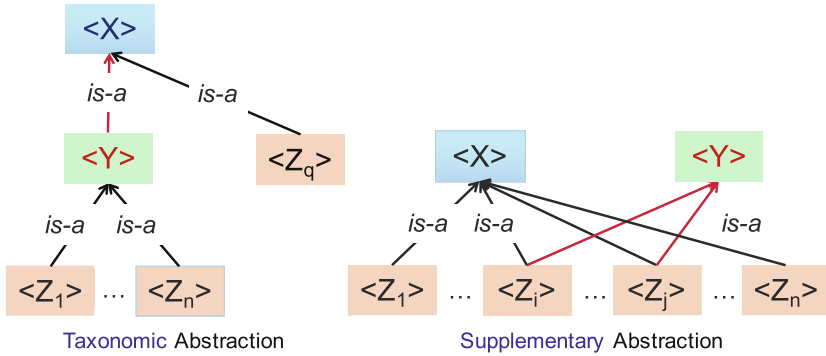 <X>
is-a
is-a
<Y>
<Zq>
<X>
<Y>
is-a
is-a
is-a
is-a
is-a
<Z1>
...
<Zn>
<Z1>
...
<Zi>
...
<Zj>
...
<Zn>
Taxonomic Abstraction
Supplementary Abstraction